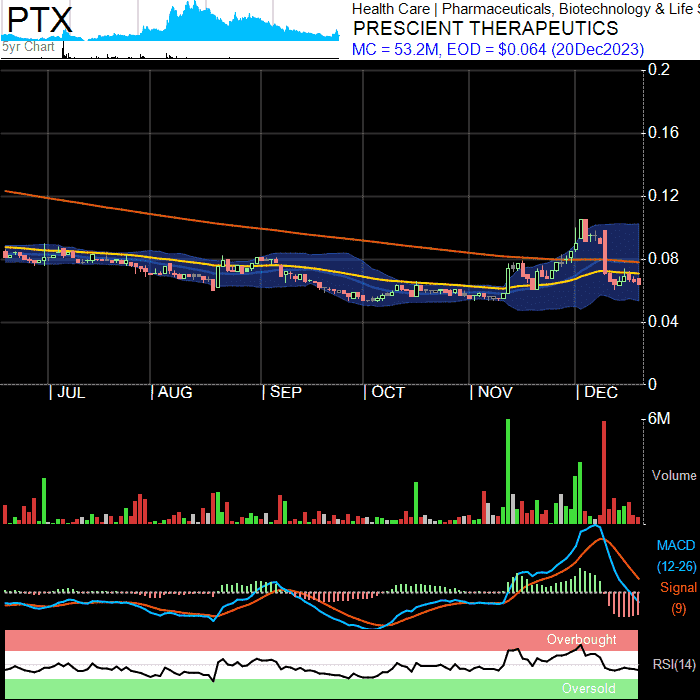 PTX
5yr Chart
Health Care | Pharmaceuticals, Biotechnology & Life S
PRESCIENT THERAPEUTICS
MC = 53.2M, EOD = $0.064 (20Dec2023)
0.2
0.16
0.12
0.08
0.04
0
| JUL | AUG | SEP | OCT | NOV | DEC
6M
Volume
MACD
(12-26)
Signal
(9)
Overbought
RSI(14)
Oversold